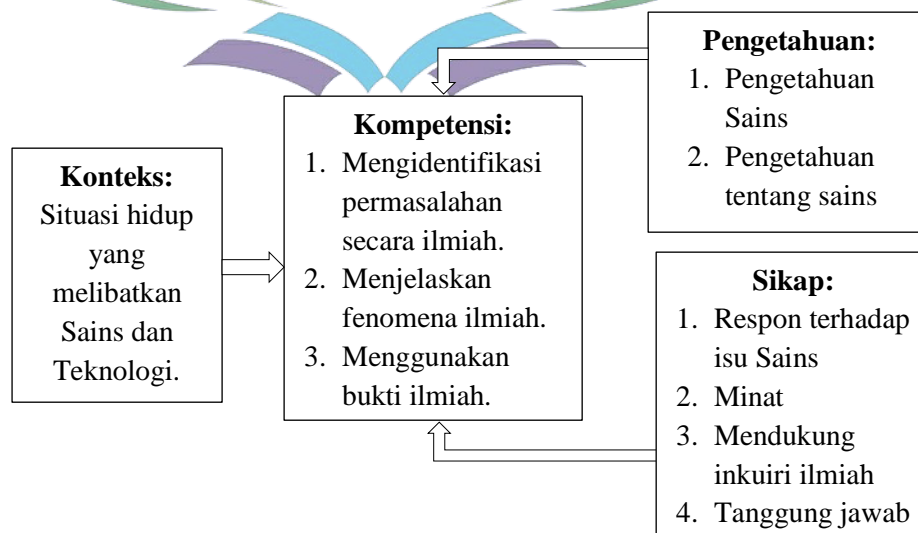 Pengetahuan:
1. Pengetahuan
Sains
2. Pengetahuan
tentang sains
Kompetensi:
1. Mengidentifikasi
permasalahan
secara ilmiah.
2. Menjelaskan
fenomena ilmiah.
3. Menggunakan
bukti ilmiah.
Konteks:
Situasi hidup
yang
melibatkan
Sains dan
Teknologi.
Sikap:
1. Respon terhadap
isu Sains
2. Minat
3. Mendukung
inkuiri ilmiah
4. Tanggung jawab